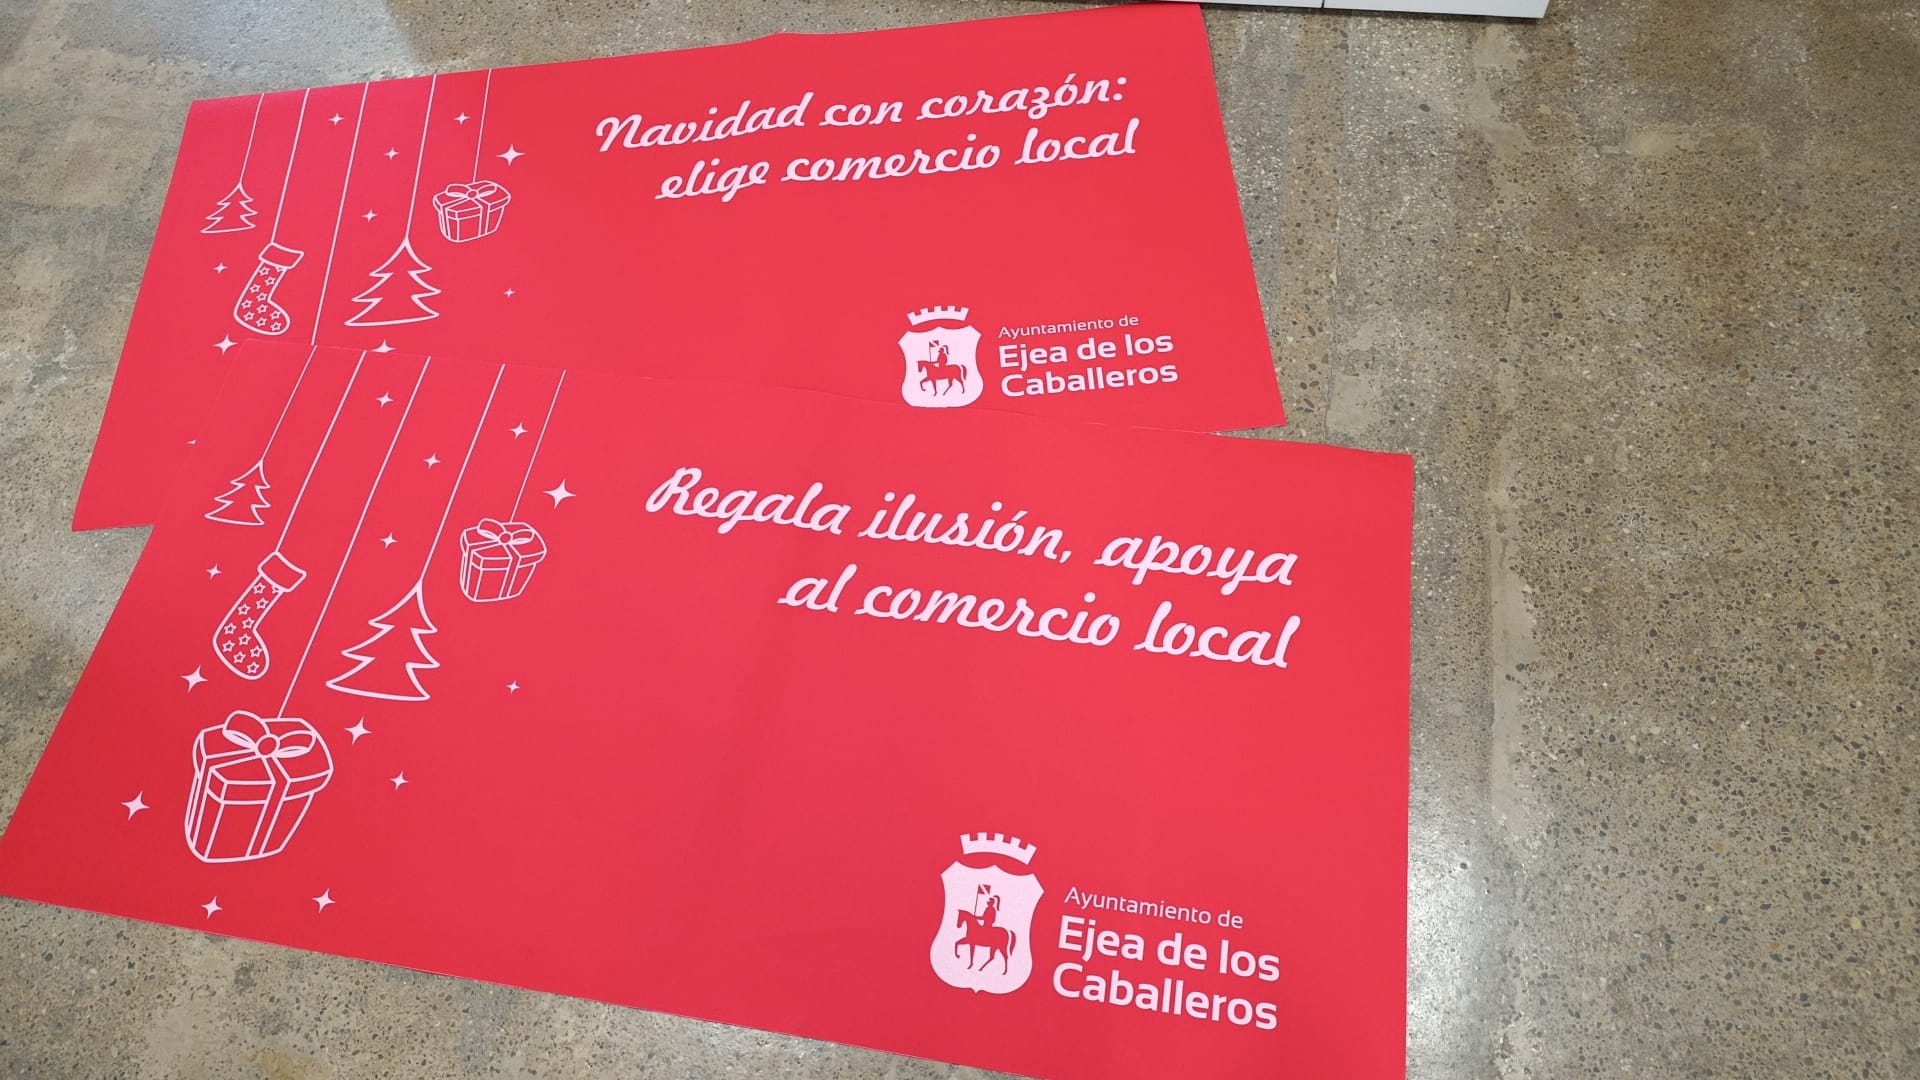 Navidad con corazón:
elige comercio local
Ayuntamiento de
Ejea de los
Caballeros
Regala ilusión, apoya
al comercio local
Ayuntamiento de
Ejea de los
Caballeros